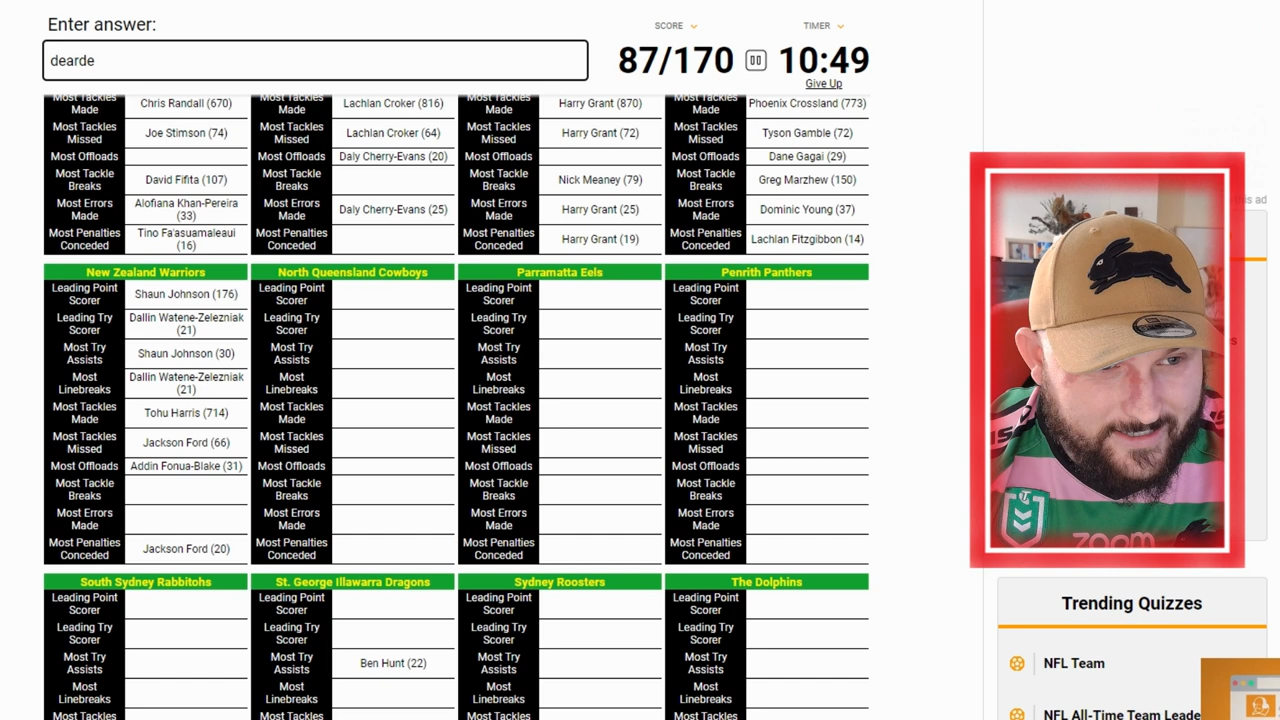 Enter answer:
SCORE
TIMER
dearde
87/170
10:49
Give Up
Most Tackles Made
Chris Randall (670)
Most Tackles Made
Lachlan Croker (816)
Most Tackles Made
Harry Grant (870)
Most Tackles Made
Phoenix Crossland (773)
Most Tackles Missed
Joe Stimson (74)
Most Tackles Missed
Lachlan Croker (64)
Most Tackles Missed
Harry Grant (72)
Most Tackles Missed
Tyson Gamble (72)
Most Offloads
Most Offloads
Daly Cherry-Evans (20)
Most Offloads
Most Offloads
Dane Gagai (29)
Most Tackle Breaks
David Fifita (107)
Most Tackle Breaks
Most Tackle Breaks
Nick Meaney (79)
Most Tackle Breaks
Greg Marzhew (150)
Most Errors Made
Alofiana Khan-Pereira (33)
Most Errors Made
Daly Cherry-Evans (25)
Most Errors Made
Harry Grant (25)
Most Errors Made
Dominic Young (37)
Most Penalties Conceded
Tino Fa'asuamaleaui (16)
Most Penalties Conceded
Most Penalties Conceded
Harry Grant (19)
Most Penalties Conceded
Lachlan Fitzgibbon (14)
New Zealand Warriors
North Queensland Cowboys
Parramatta Eels
Penrith Panthers
Leading Point Scorer
Shaun Johnson (176)
Leading Point Scorer
Leading Point Scorer
Leading Point Scorer
Leading Try Scorer
Dallin Watene-Zelezniak (21)
Leading Try Scorer
Leading Try Scorer
Leading Try Scorer
Most Try Assists
Shaun Johnson (30)
Most Try Assists
Most Try Assists
Most Try Assists
Most Linebreaks
Dallin Watene-Zelezniak (21)
Most Linebreaks
Most Linebreaks
Most Linebreaks
Most Tackles Made
Tohu Harris (714)
Most Tackles Made
Most Tackles Made
Most Tackles Made
Most Tackles Missed
Jackson Ford (66)
Most Tackles Missed
Most Tackles Missed
Most Tackles Missed
Most Offloads
Addin Fonua-Blake (31)
Most Offloads
Most Offloads
Most Offloads
Most Tackle Breaks
Most Tackle Breaks
Most Tackle Breaks
Most Tackle Breaks
Most Errors Made
Most Errors Made
Most Errors Made
Most Errors Made
Most Penalties Conceded
Jackson Ford (20)
Most Penalties Conceded
Most Penalties Conceded
Most Penalties Conceded
South Sydney Rabbitohs
St. George Illawarra Dragons
Sydney Roosters
The Dolphins
Leading Point Scorer
Leading Point Scorer
Leading Point Scorer
Leading Point Scorer
Leading Try Scorer
Leading Try Scorer
Leading Try Scorer
Leading Try Scorer
Most Try Assists
Most Try Assists
Ben Hunt (22)
Most Try Assists
Most Try Assists
Most Linebreaks
Most Linebreaks
Most Linebreaks
Most Linebreaks
Most Tackles
Most Tackles
Most Tackles
Most Tackles
this ad
zoom
Trending Quizzes
NFL Team
NFL All-Time Team Leade